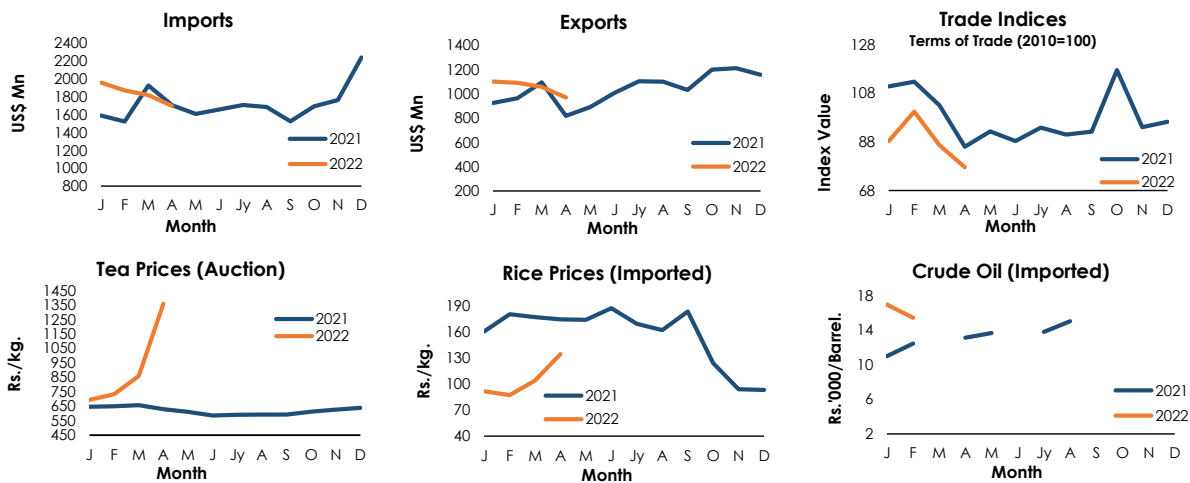 Imports
US$ Mn
2400
2200
2000
1800
1600
1400
1200
1000
800
2021
2022
J F M A M J Jy A S O N D
Month
Exports
US$ Mn
1400
1200
1000
800
600
400
200
2021
2022
J F M A M J Jy A S O N D
Month
Trade Indices
Terms of Trade (2010=100)
Index Value
128
108
88
68
2021
2022
J F M A M J Jy A S O N D
Month
Tea Prices (Auction)
Rs./kg.
1450
1350
1250
1150
1050
950
850
750
650
550
450
2021
2022
J F M A M J Jy A S O N D
Month
Rice Prices (Imported)
Rs./kg.
190
160
130
100
70
40
2021
2022
J F M A M J Jy A S O N D
Month
Crude Oil (Imported)
Rs.'000/Barrel.
18
14
10
6
2
2021
2022
J F M A M J Jy A S O N D
Month